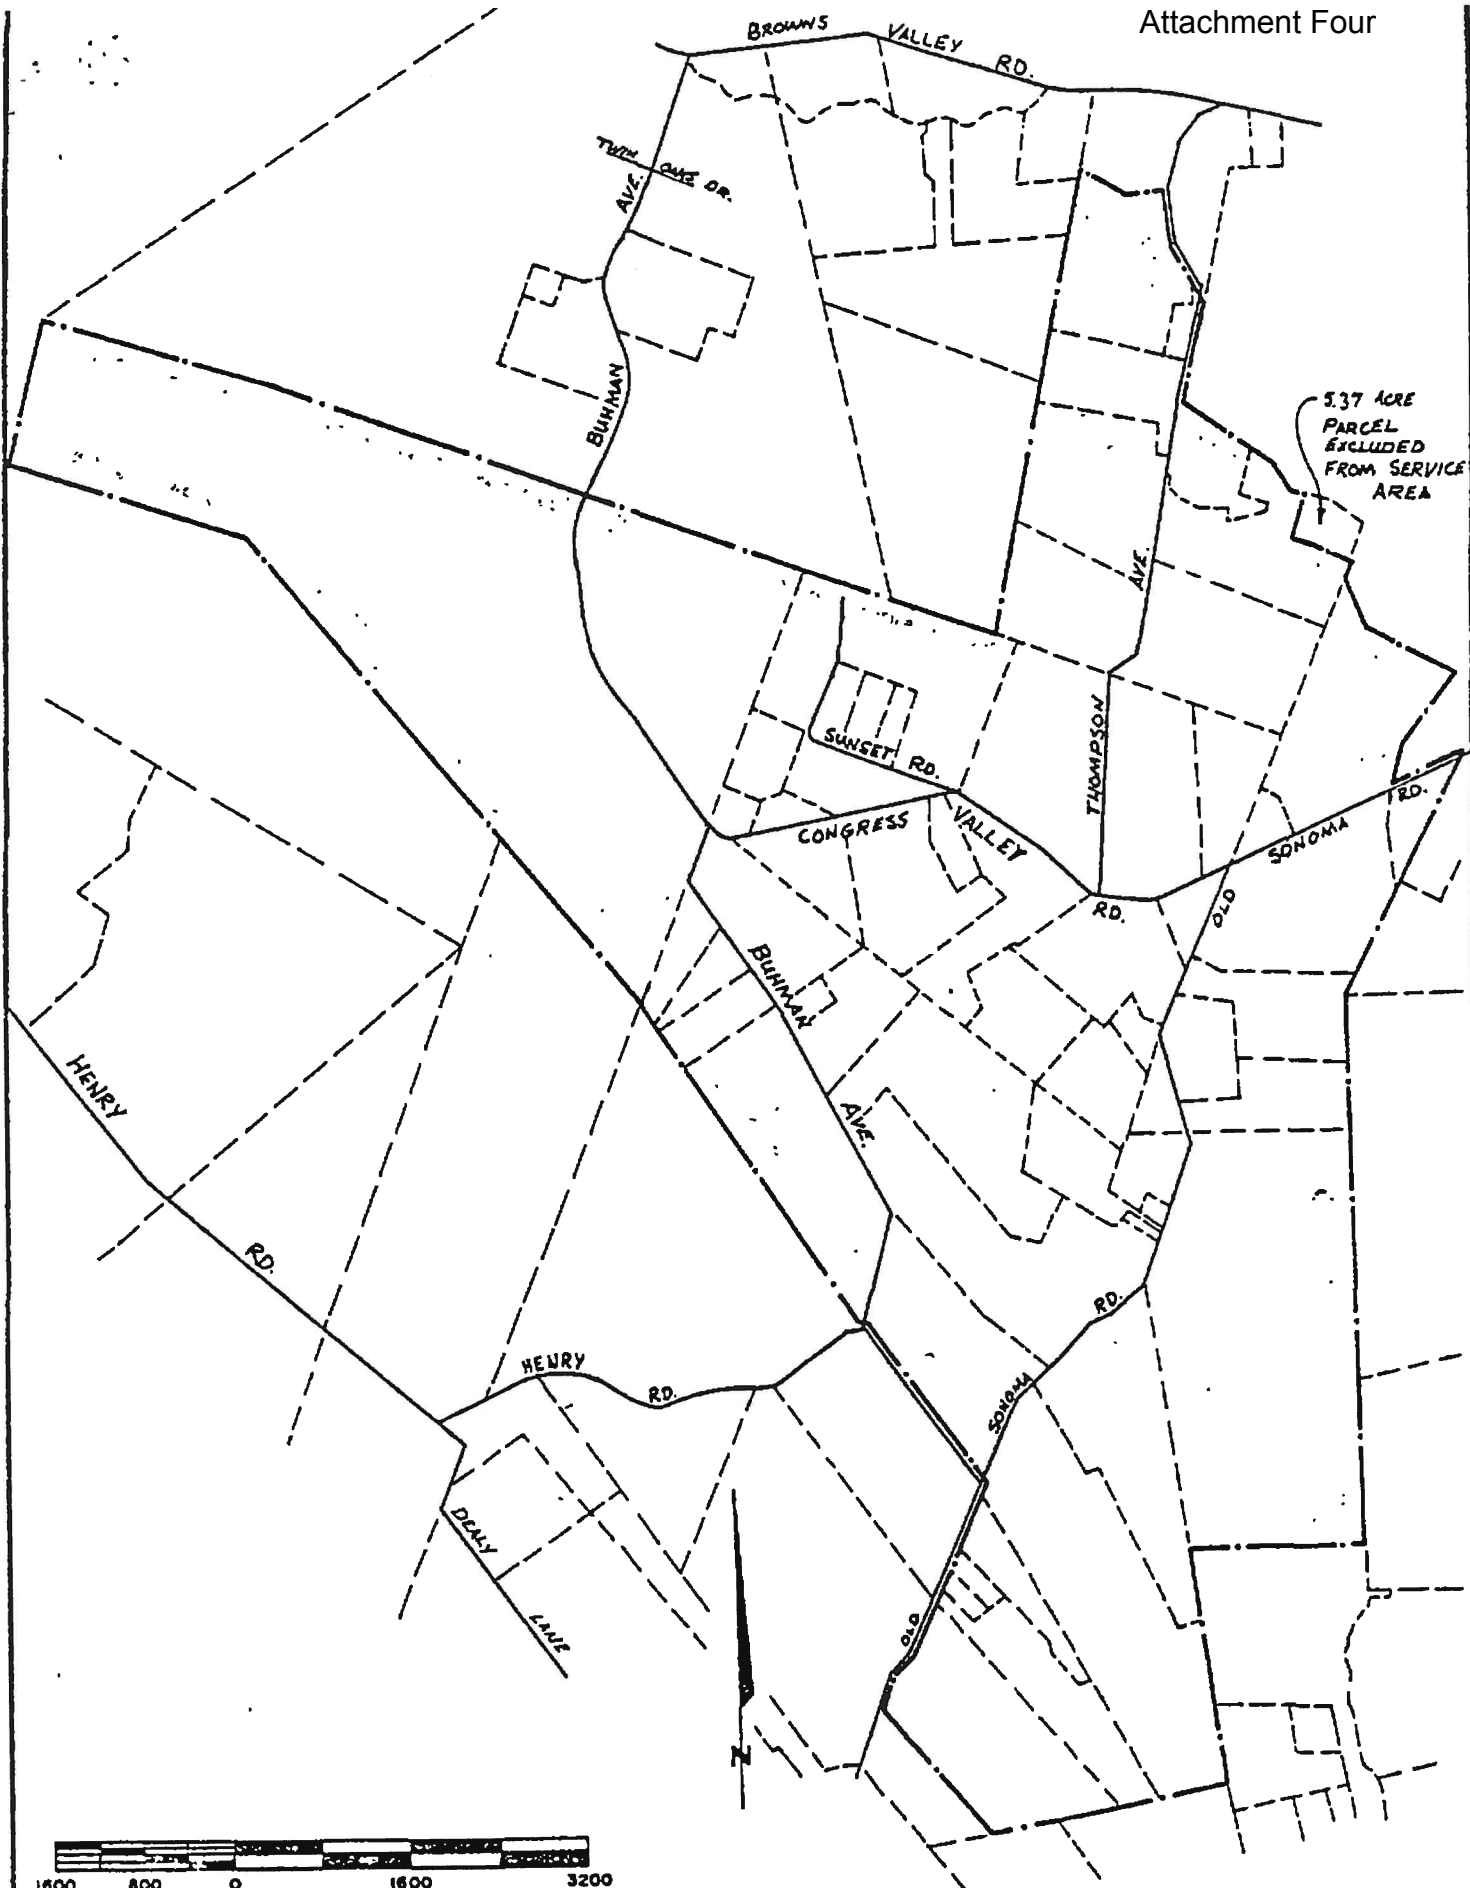 Attachment Four
BROWNS VALLEY RD.
TWIN OAKS DR.
AVE.
BUHMAN
5.37 ACRE
PARCEL
EXCLUDED
FROM SERVICE
AREA
AVE.
THOMPSON
SUNSET RD.
CONGRESS VALLEY RD.
SONOMA RD.
OLD
BUHMAN
AVE.
HENRY
RD.
HENRY RD.
RD.
SONOMA
OLD
DEALY
LANE
N
1600 800 0 1600 3200